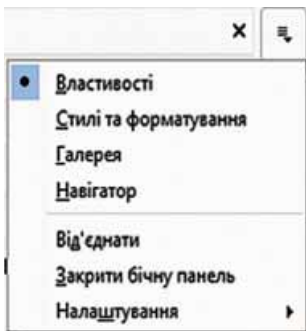 Властивості
Стилі та форматування
Галерея
Навігатор
Від'єднати
Закрити бічну панель
Налаштування